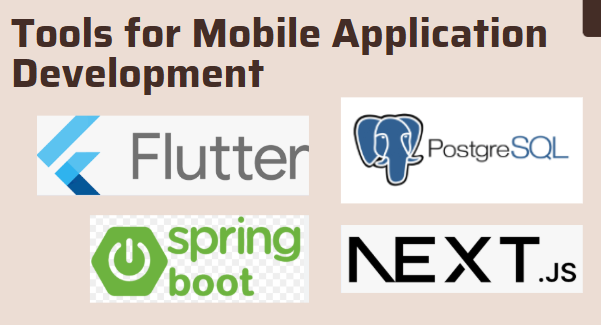 Tools for Mobile Application
Development
Flutter
PostgreSQL
spring
boot
NEXT.JS